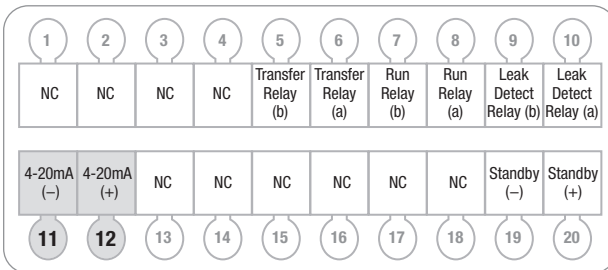 1 2 3 4 5 6 7 8 9 10
NC NC NC NC Transfer Relay (b) Transfer Relay (a) Run Relay (b) Run Relay (a) Leak Detect Relay (b) Leak Detect Relay (a)
4-20mA (–) 4-20mA (+) NC NC NC NC NC NC Standby (–) Standby (+)
11 12 13 14 15 16 17 18 19 20